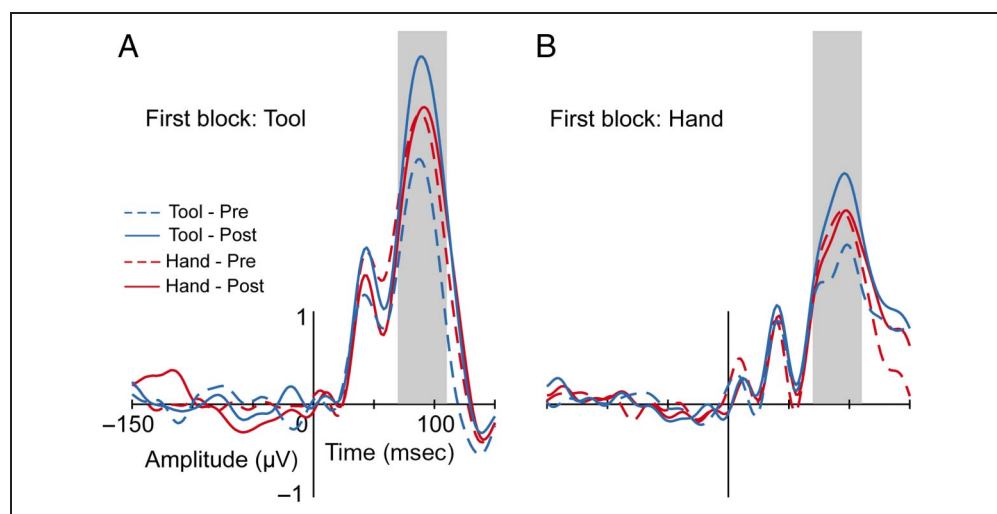 A
B
First block: Tool
First block: Hand
Tool - Pre
Tool - Post
Hand - Pre
Hand - Post
1
1
−150
0
100
Amplitude (µV)
Time (msec)
−1